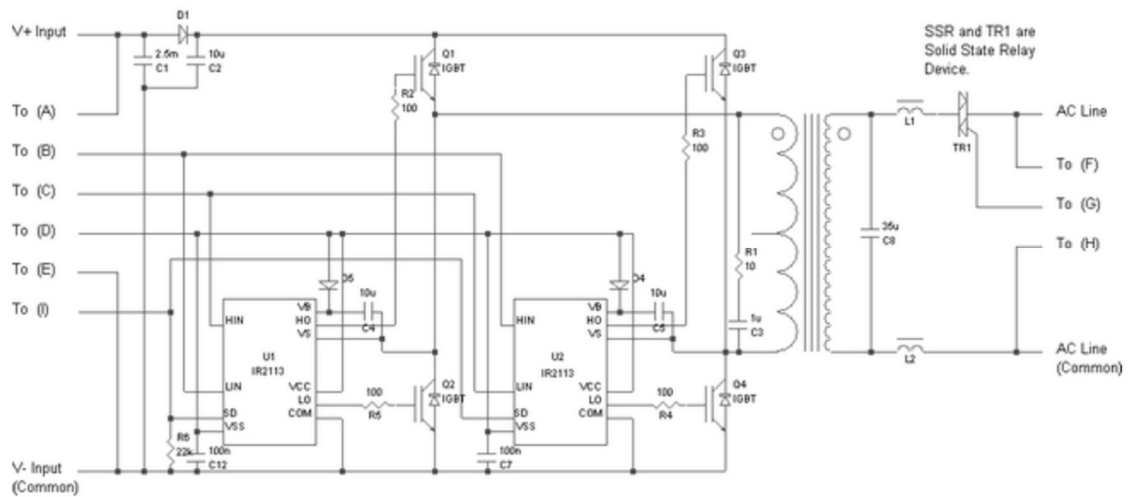 V+ Input
D1
2.5m
C1
10u
C2
Q1
IGBT
Q3
IGBT
SSR and TR1 are
Solid State Relay
Device.
R2
100
To (A)
L1
TR1
AC Line
R3
100
To (B)
To (F)
To (C)
To (G)
To (D)
35u
C8
To (H)
R1
10
To (E)
D5
10u
C4
D4
10u
C5
To (I)
1u
C3
HIN
VB
HO
VS
HIN
VB
HO
VS
U1
IR2113
U2
IR2113
L2
AC Line
(Common)
LIN
VCC
LO
COM
SD
VSS
100
R5
Q2
IGBT
LIN
VCC
LO
COM
SD
VSS
100
R4
Q4
IGBT
R6
22k
100n
C12
100n
C7
V- Input
(Common)